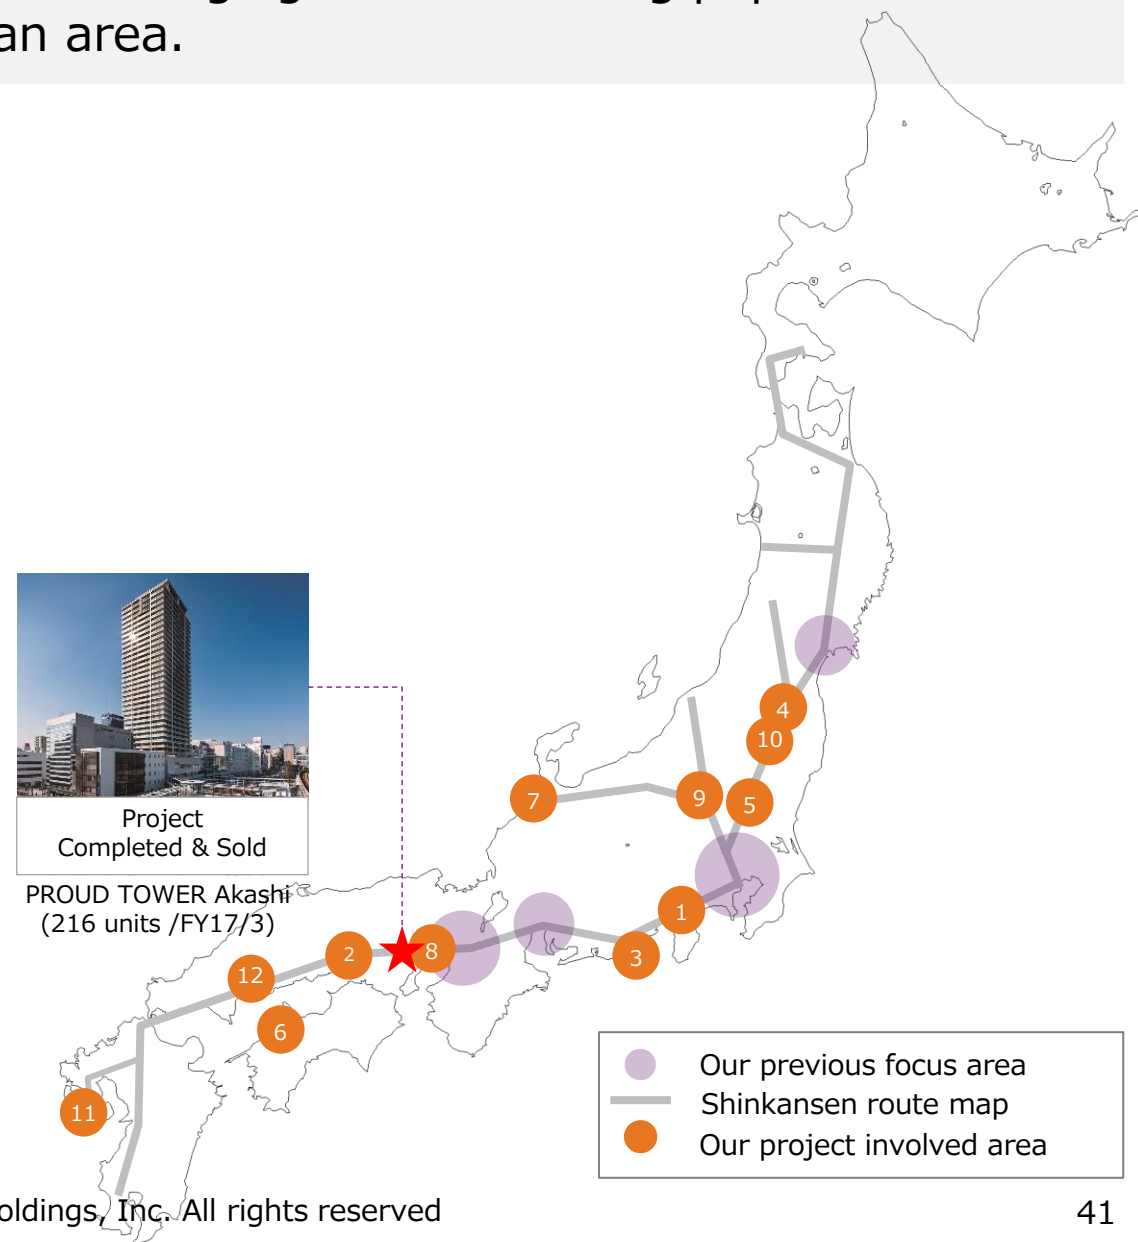 an area.
4
10
7
9
5
Project
Completed & Sold
PROUD TOWER Akashi
(216 units /FY17/3)
1
8
2
3
12
6
11
Our previous focus area
Shinkansen route map
Our project involved area
oldings, Inc. All rights reserved
41